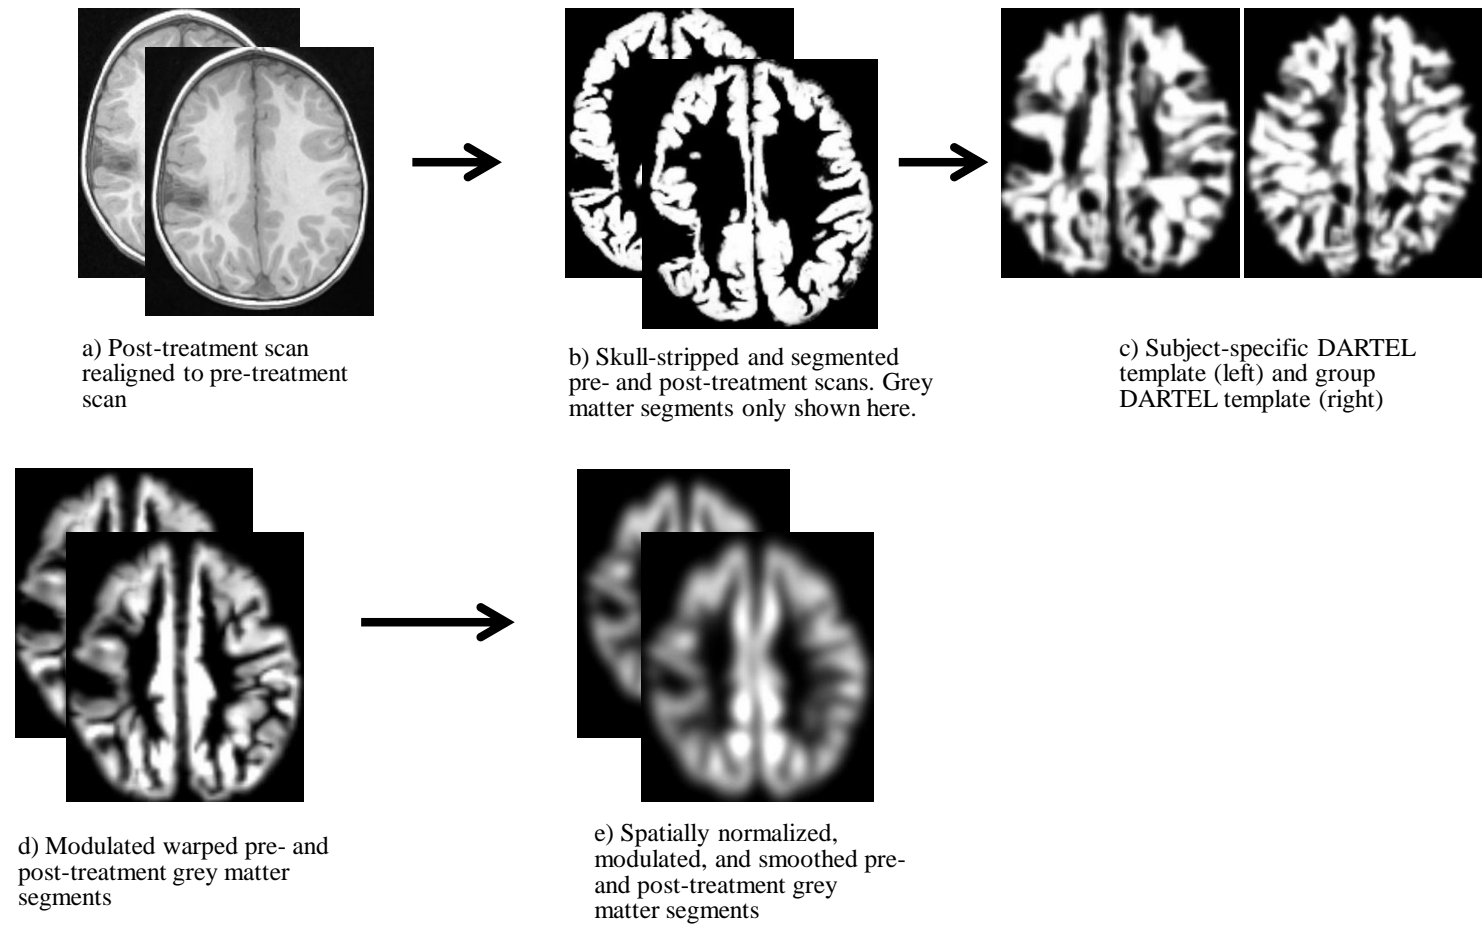 a) Post-treatment scan
realigned to pre-treatment
scan
b) Skull-stripped and segmented
pre- and post-treatment scans. Grey
matter segments only shown here.
c) Subject-specific DARTEL
template (left) and group
DARTEL template (right)
d) Modulated warped pre- and
post-treatment grey matter
segments
e) Spatially normalized,
modulated, and smoothed pre-
and post-treatment grey
matter segments